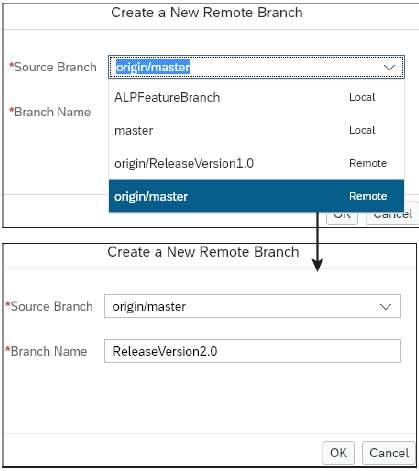 Create a New Remote Branch
*Source Branch origin/master
ALPFeatureBranch Local
*Branch Name
master Local
origin/ReleaseVersion1.0 Remote
origin/master Remote
OK Cancel
Create a New Remote Branch
*Source Branch origin/master
*Branch Name ReleaseVersion2.0
OK Cancel